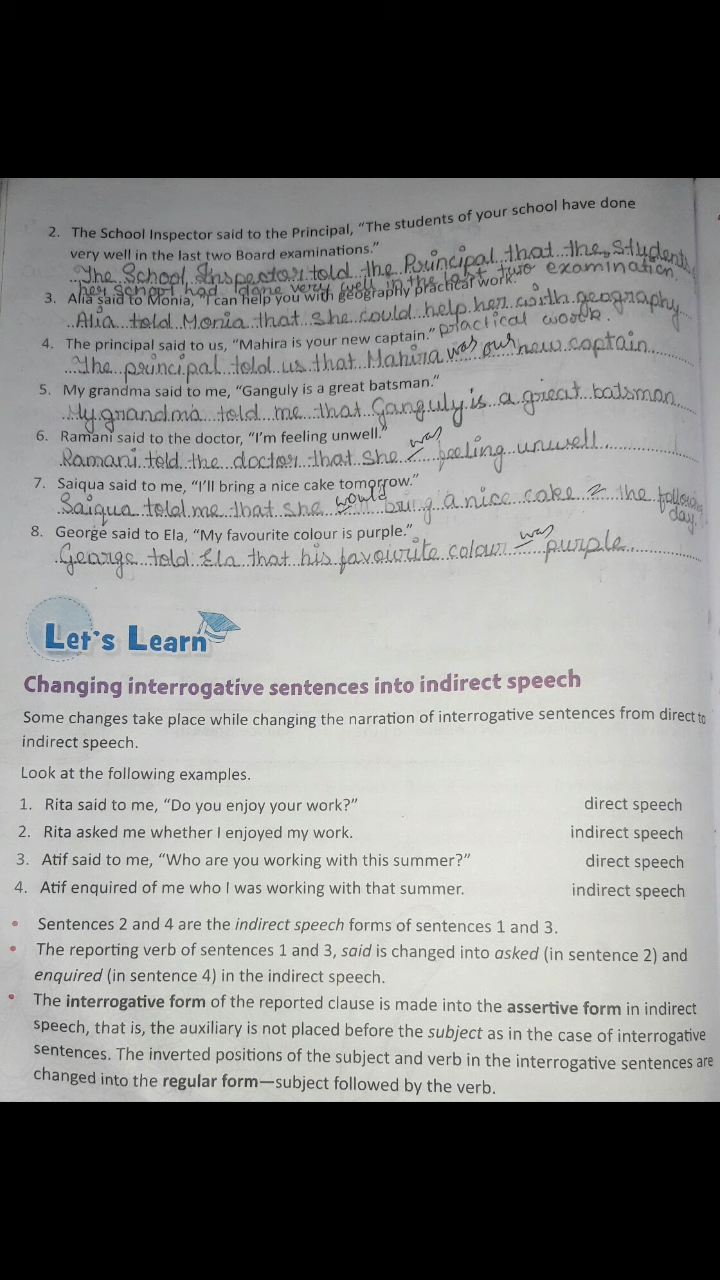 2. The School Inspector said to the Principal, “The students of your school have done
very well in the last two Board examinations.”
The School Inspector told the Principal that the students
her school had done very well in the last two examination
3. Alia said to Monia, “I can help you with geography practical work.”
Alia told Monia that she could help her with geography
practical work.
4. The principal said to us, “Mahira is your new captain.”
The principal told us that Mahira was our new captain
5. My grandma said to me, “Ganguly is a great batsman.”
My grandma told me that Ganguly is a great batsman
6. Ramani said to the doctor, “I’m feeling unwell.”
Ramani told the doctor that she was feeling unwell
7. Saiqua said to me, “I’ll bring a nice cake tomorrow.”
Saiqua told me that she would bring a nice cake the following
day.
8. George said to Ela, “My favourite colour is purple.”
George told Ela that his favourite colour was purple
Let’s Learn
Changing interrogative sentences into indirect speech
Some changes take place while changing the narration of interrogative sentences from direct to
indirect speech.
Look at the following examples.
1. Rita said to me, “Do you enjoy your work?” direct speech
2. Rita asked me whether I enjoyed my work. indirect speech
3. Atif said to me, “Who are you working with this summer?” direct speech
4. Atif enquired of me who I was working with that summer. indirect speech
• Sentences 2 and 4 are the indirect speech forms of sentences 1 and 3.
• The reporting verb of sentences 1 and 3, said is changed into asked (in sentence 2) and
enquired (in sentence 4) in the indirect speech.
• The interrogative form of the reported clause is made into the assertive form in indirect
speech, that is, the auxiliary is not placed before the subject as in the case of interrogative
sentences. The inverted positions of the subject and verb in the interrogative sentences are
changed into the regular form—subject followed by the verb.